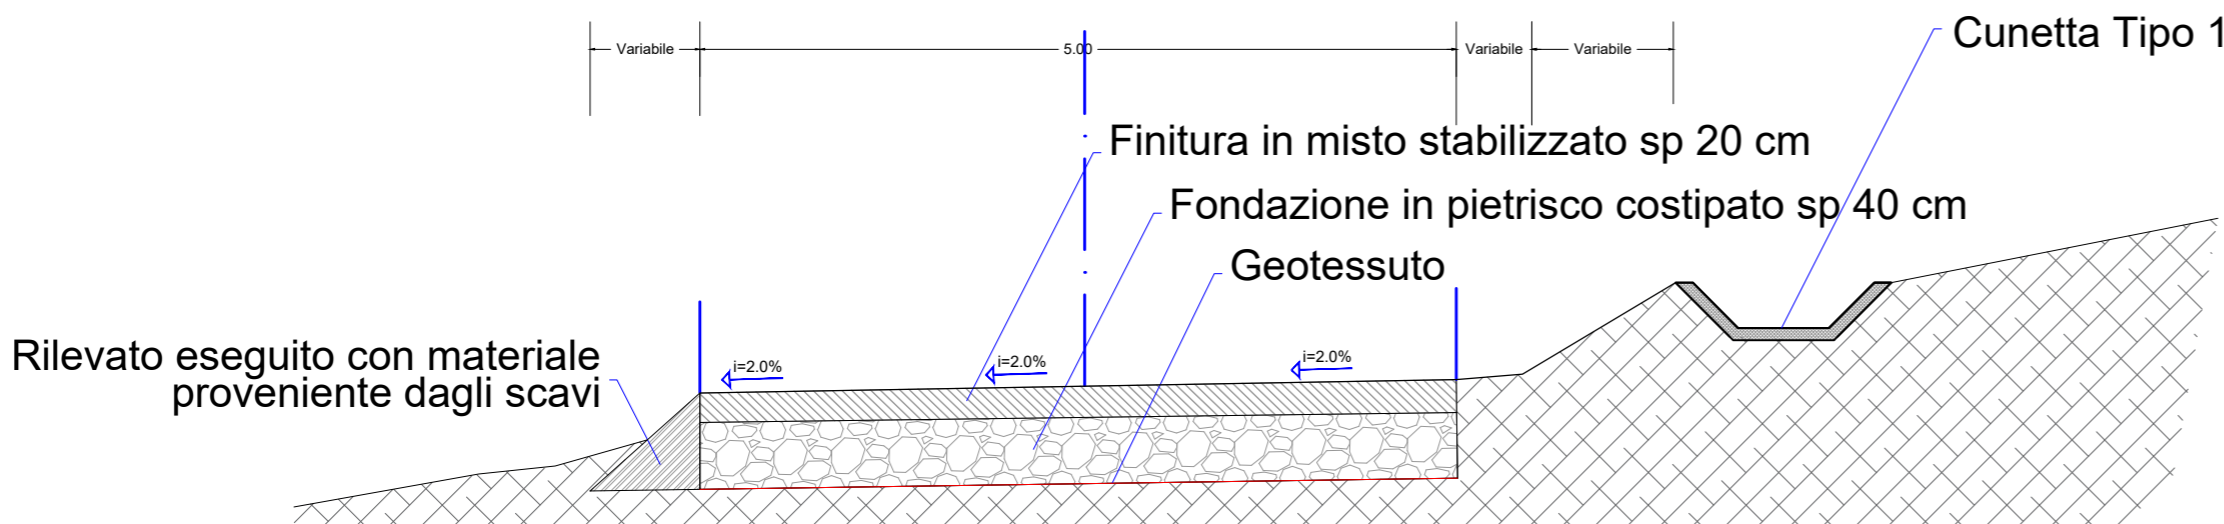 Cunetta Tipo 1
Variabile
5.00
Variabile
Variabile
Finitura in misto stabilizzato sp 20 cm
Fondazione in pietrisco costipato sp 40 cm
Geotessuto
Rilevato eseguito con materiale
proveniente dagli scavi
i=2.0%
i=2.0%
i=2.0%